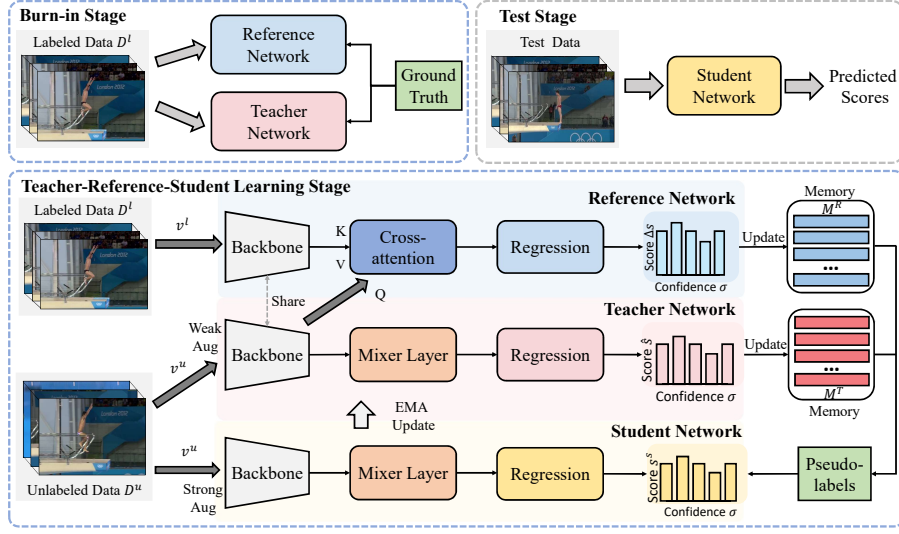 Burn-in Stage
Labeled Data D^l
Reference
Network
Teacher
Network
Ground
Truth
Test Stage
Test Data
Student
Network
Predicted
Scores
Teacher-Reference-Student Learning Stage
Labeled Data D^l
v^l
Backbone
K
V
Cross-
attention
Q
Regression
Reference Network
Score Δs
Confidence σ
Update
Memory
M^R
...
Share
Weak
Aug
v^u
Backbone
Mixer Layer
Regression
Teacher Network
Score ŝ
Confidence σ
Update
...
M^T
Memory
EMA
Update
Unlabeled Data D^u
v^u
Strong
Aug
Backbone
Mixer Layer
Regression
Student Network
Score s^s
Confidence σ
Pseudo-
labels